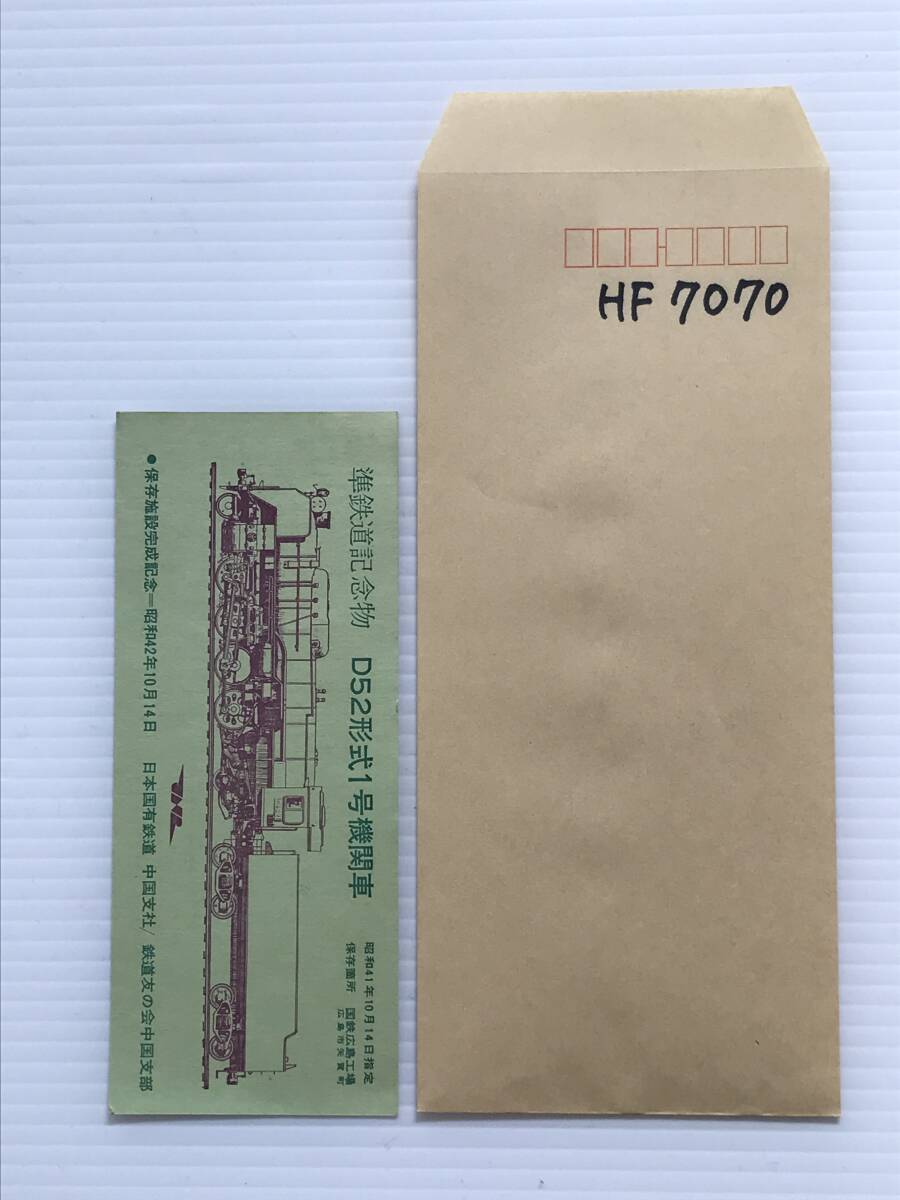 準鉄道記念物 D52形式1号機関車
昭和41年10月14日指定
保存箇所 国鉄広島工場
広島市矢賀町
JNR
●保存施設完成記念=昭和42年10月14日 日本国有鉄道 中国支社/鉄道友の会中国支部
HF 7070